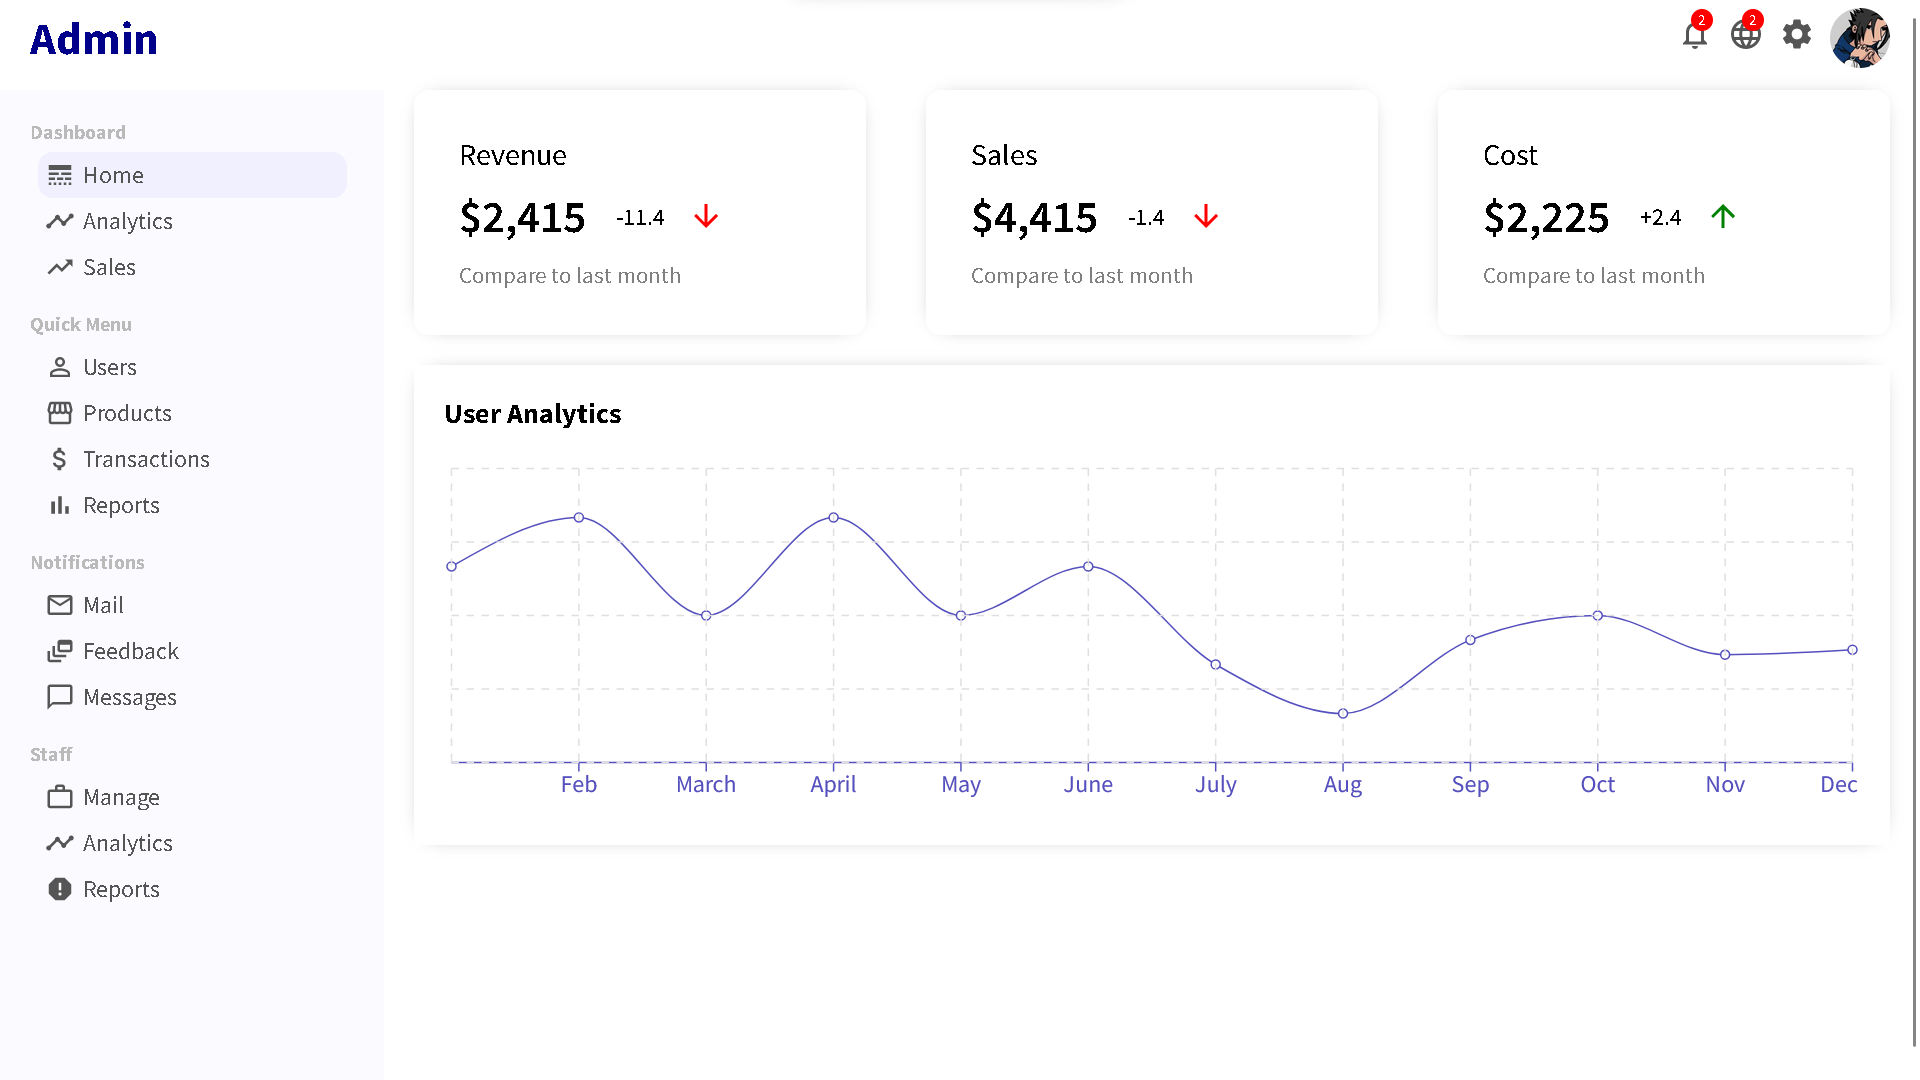 Admin
2
2
Dashboard
Home
Analytics
Sales
Quick Menu
Users
Products
Transactions
Reports
Notifications
Mail
Feedback
Messages
Staff
Manage
Analytics
Reports
Revenue
$2,415 -11.4
Compare to last month
Sales
$4,415 -1.4
Compare to last month
Cost
$2,225 +2.4
Compare to last month
User Analytics
Feb March April May June July Aug Sep Oct Nov Dec